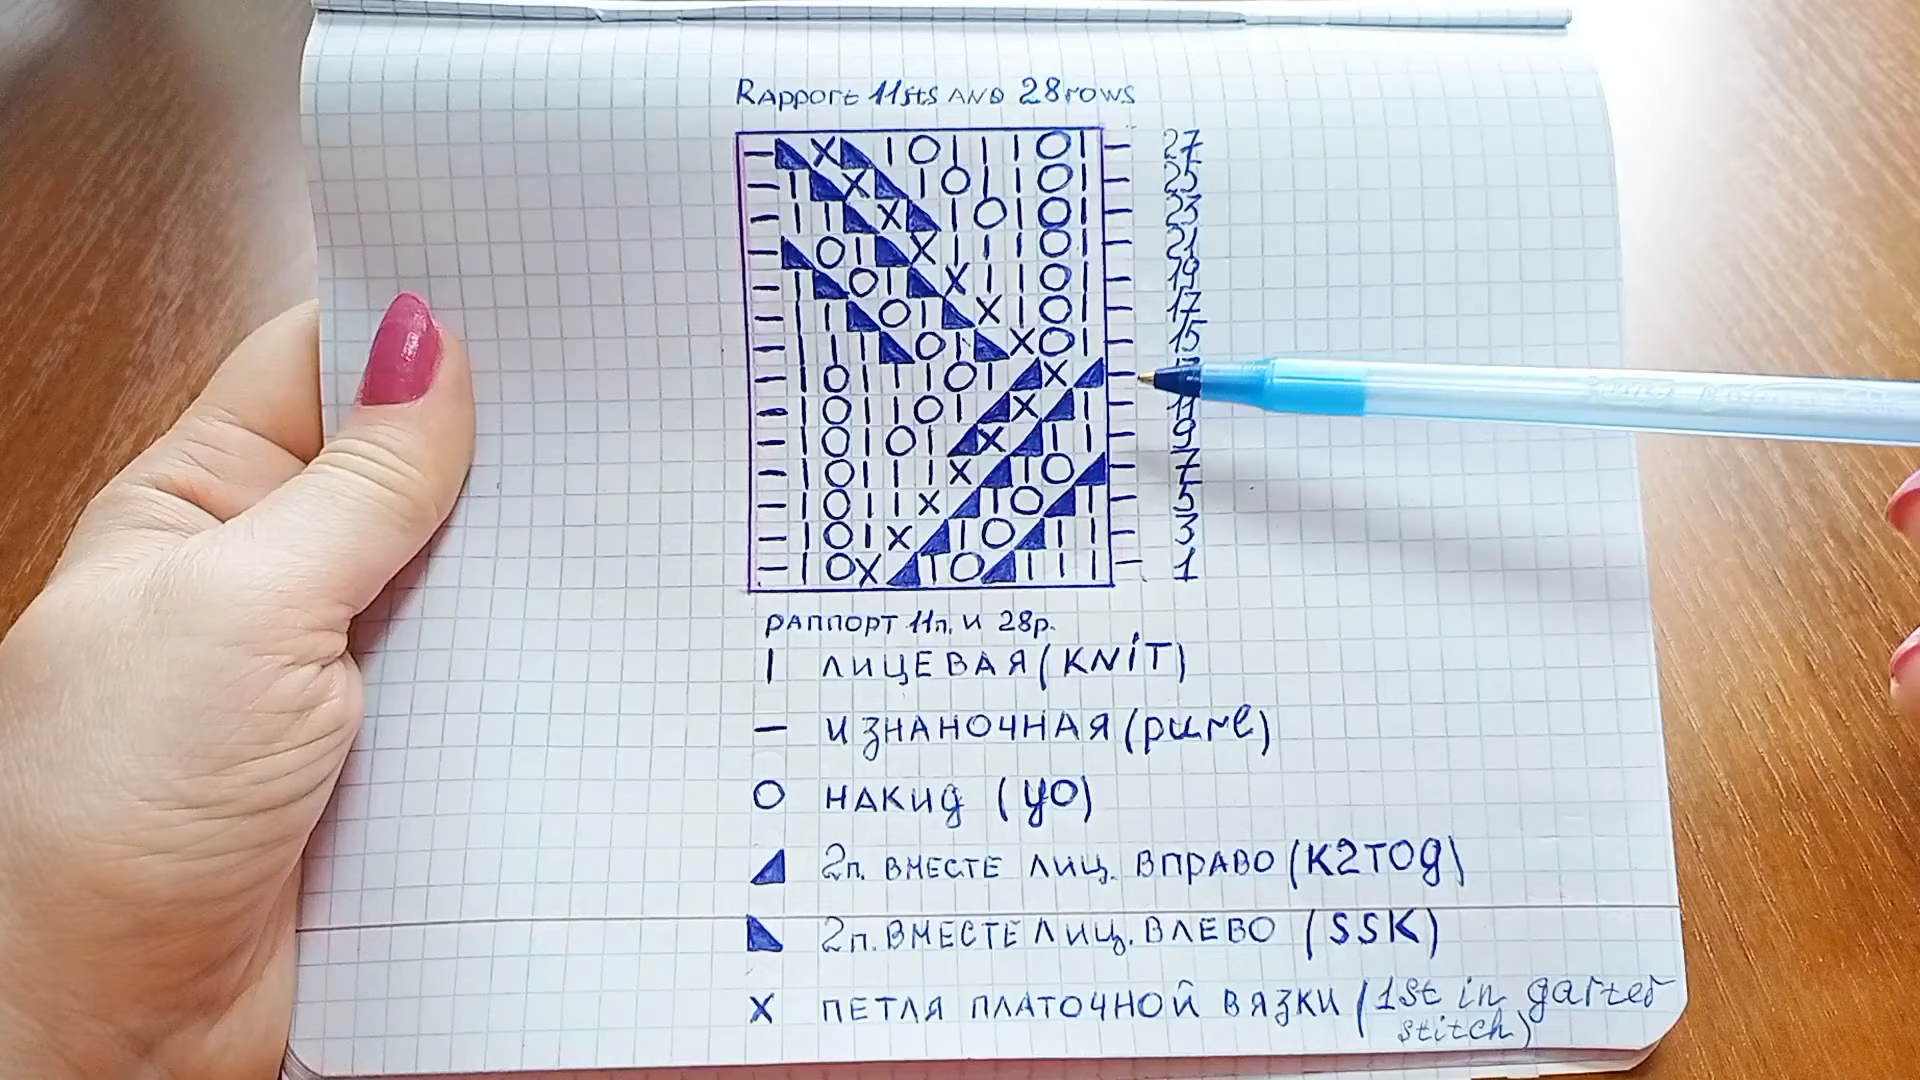 Rapport 11sts AND 28rows
— ◣ X ◣ | O | | | O | — 27
— | ◣ X ◣ | O | | O | — 25
— | | ◣ X ◣ | O | O | — 23
— ◣ O | ◣ X | | | O | — 21
— | ◣ O | ◣ X | | O | — 19
— | | ◣ O | ◣ X | O | — 17
— | | | ◣ O | ◣ X O | — 15
— | O | | | O | ◢ X ◢ —
— | O | | O | ◢ X ◢ | — 11
— | O | O | ◢ X ◢ | | — 9
— | O | | | X ◢ | O ◢ — 7
— | O | | X ◢ | O ◢ | — 5
— | O | X ◢ | O ◢ | | — 3
— | O X ◢ | O ◢ | | | — 1
РАППОРТ 11п. И 28р.
| ЛИЦЕВАЯ (KNIT)
— ИЗНАНОЧНАЯ (purl)
O НАКИД (YO)
◢ 2п. ВМЕСТЕ ЛИЦ. ВПРАВО (K2TOg)
◣ 2п. ВМЕСТЕ ЛИЦ. ВЛЕВО (SSK)
X ПЕТЛЯ ПЛАТОЧНОЙ ВЯЗКИ (1st in garter
stitch)